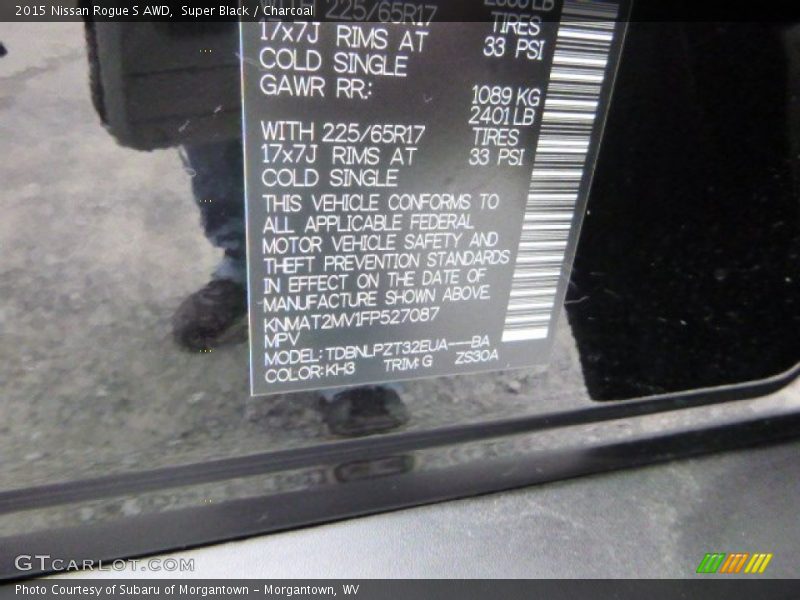 2015 Nissan Rogue S AWD, Super Black / Charcoal
225/65R17
TIRES
17x7J RIMS AT 33 PSI
COLD SINGLE
GAWR RR: 1089 KG
2401 LB
WITH 225/65R17 TIRES
17x7J RIMS AT 33 PSI
COLD SINGLE
THIS VEHICLE CONFORMS TO
ALL APPLICABLE FEDERAL
MOTOR VEHICLE SAFETY AND
THEFT PREVENTION STANDARDS
IN EFFECT ON THE DATE OF
MANUFACTURE SHOWN ABOVE.
KNMAT2MV1FP527087
MPV
MODEL: TDBNLPZT32EUA---BA
COLOR: KH3 TRIM: G ZS30A
GTCARLOT.COM
Photo Courtesy of Subaru of Morgantown - Morgantown, WV